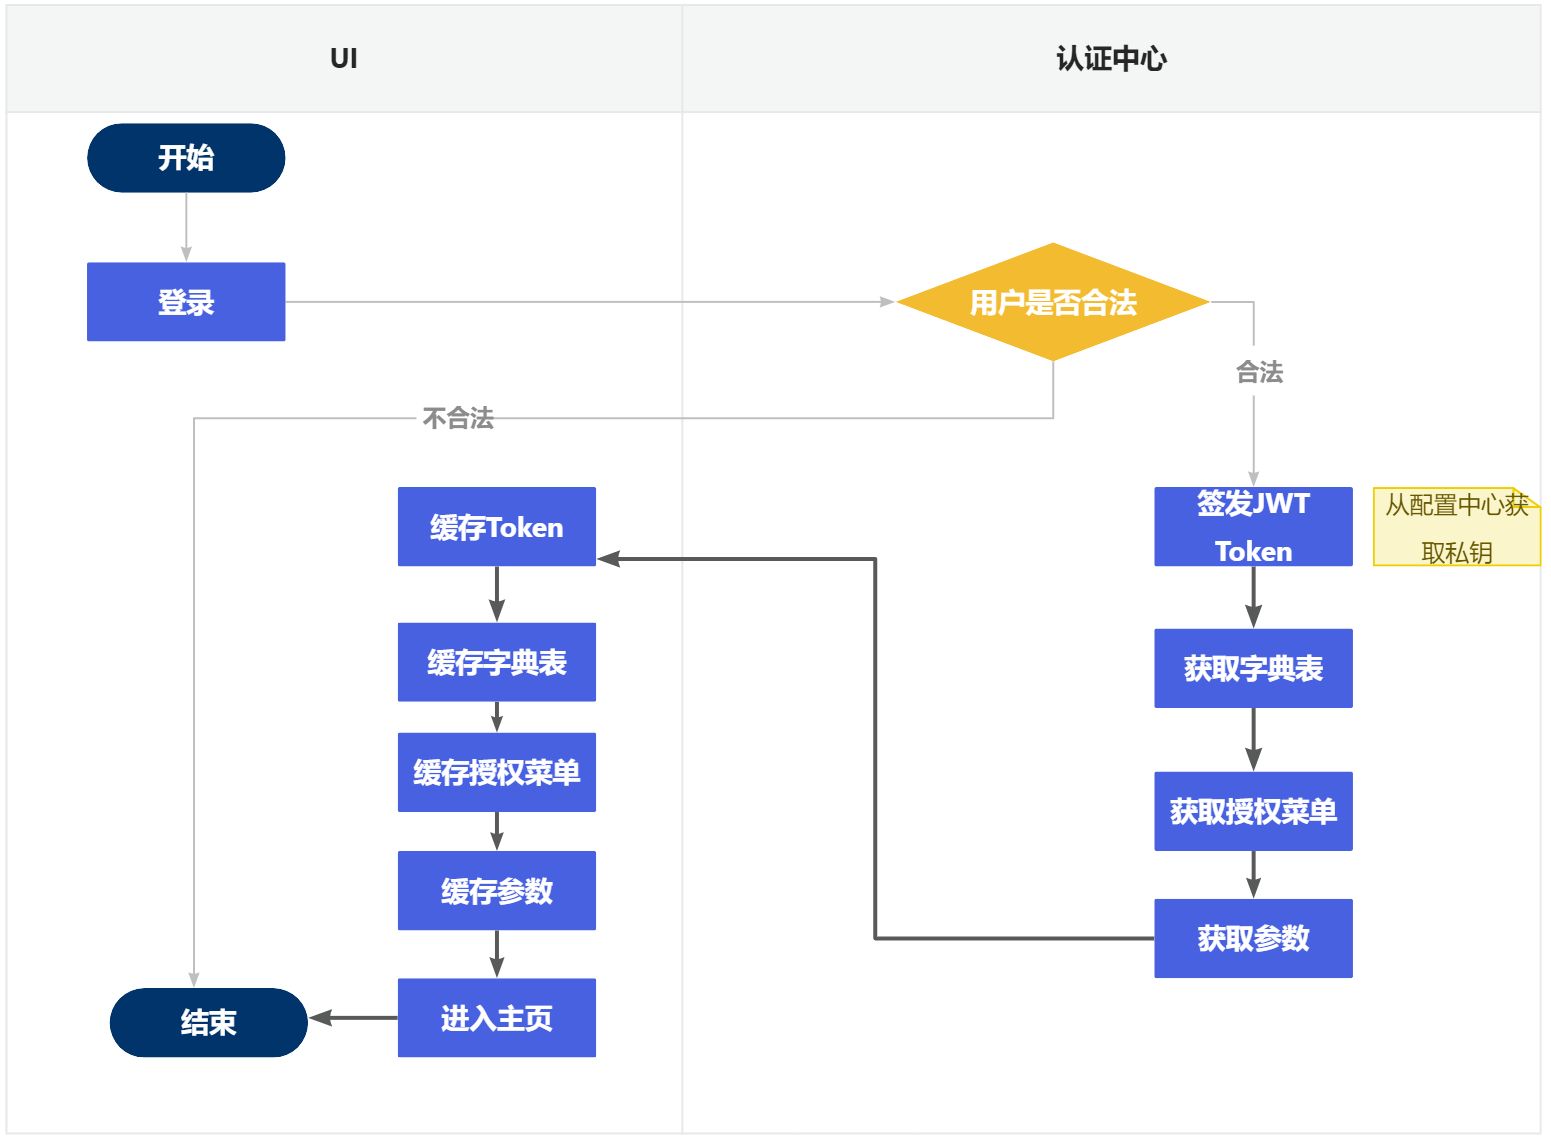 UI
认证中心
开始
登录
用户是否合法
合法
不合法
签发JWT
Token
从配置中心获
取私钥
获取字典表
获取授权菜单
获取参数
缓存Token
缓存字典表
缓存授权菜单
缓存参数
进入主页
结束